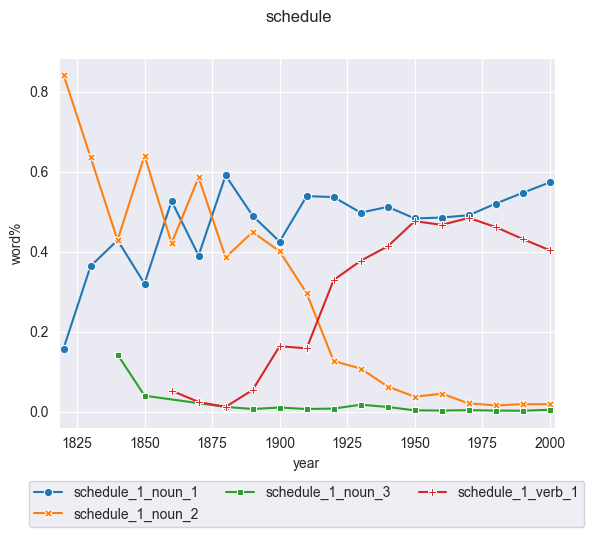 schedule
0.8
0.6
0.4
0.2
0.0
word%
1825 1850 1875 1900 1925 1950 1975 2000
year
schedule_1_noun_1 schedule_1_noun_3 schedule_1_verb_1
schedule_1_noun_2